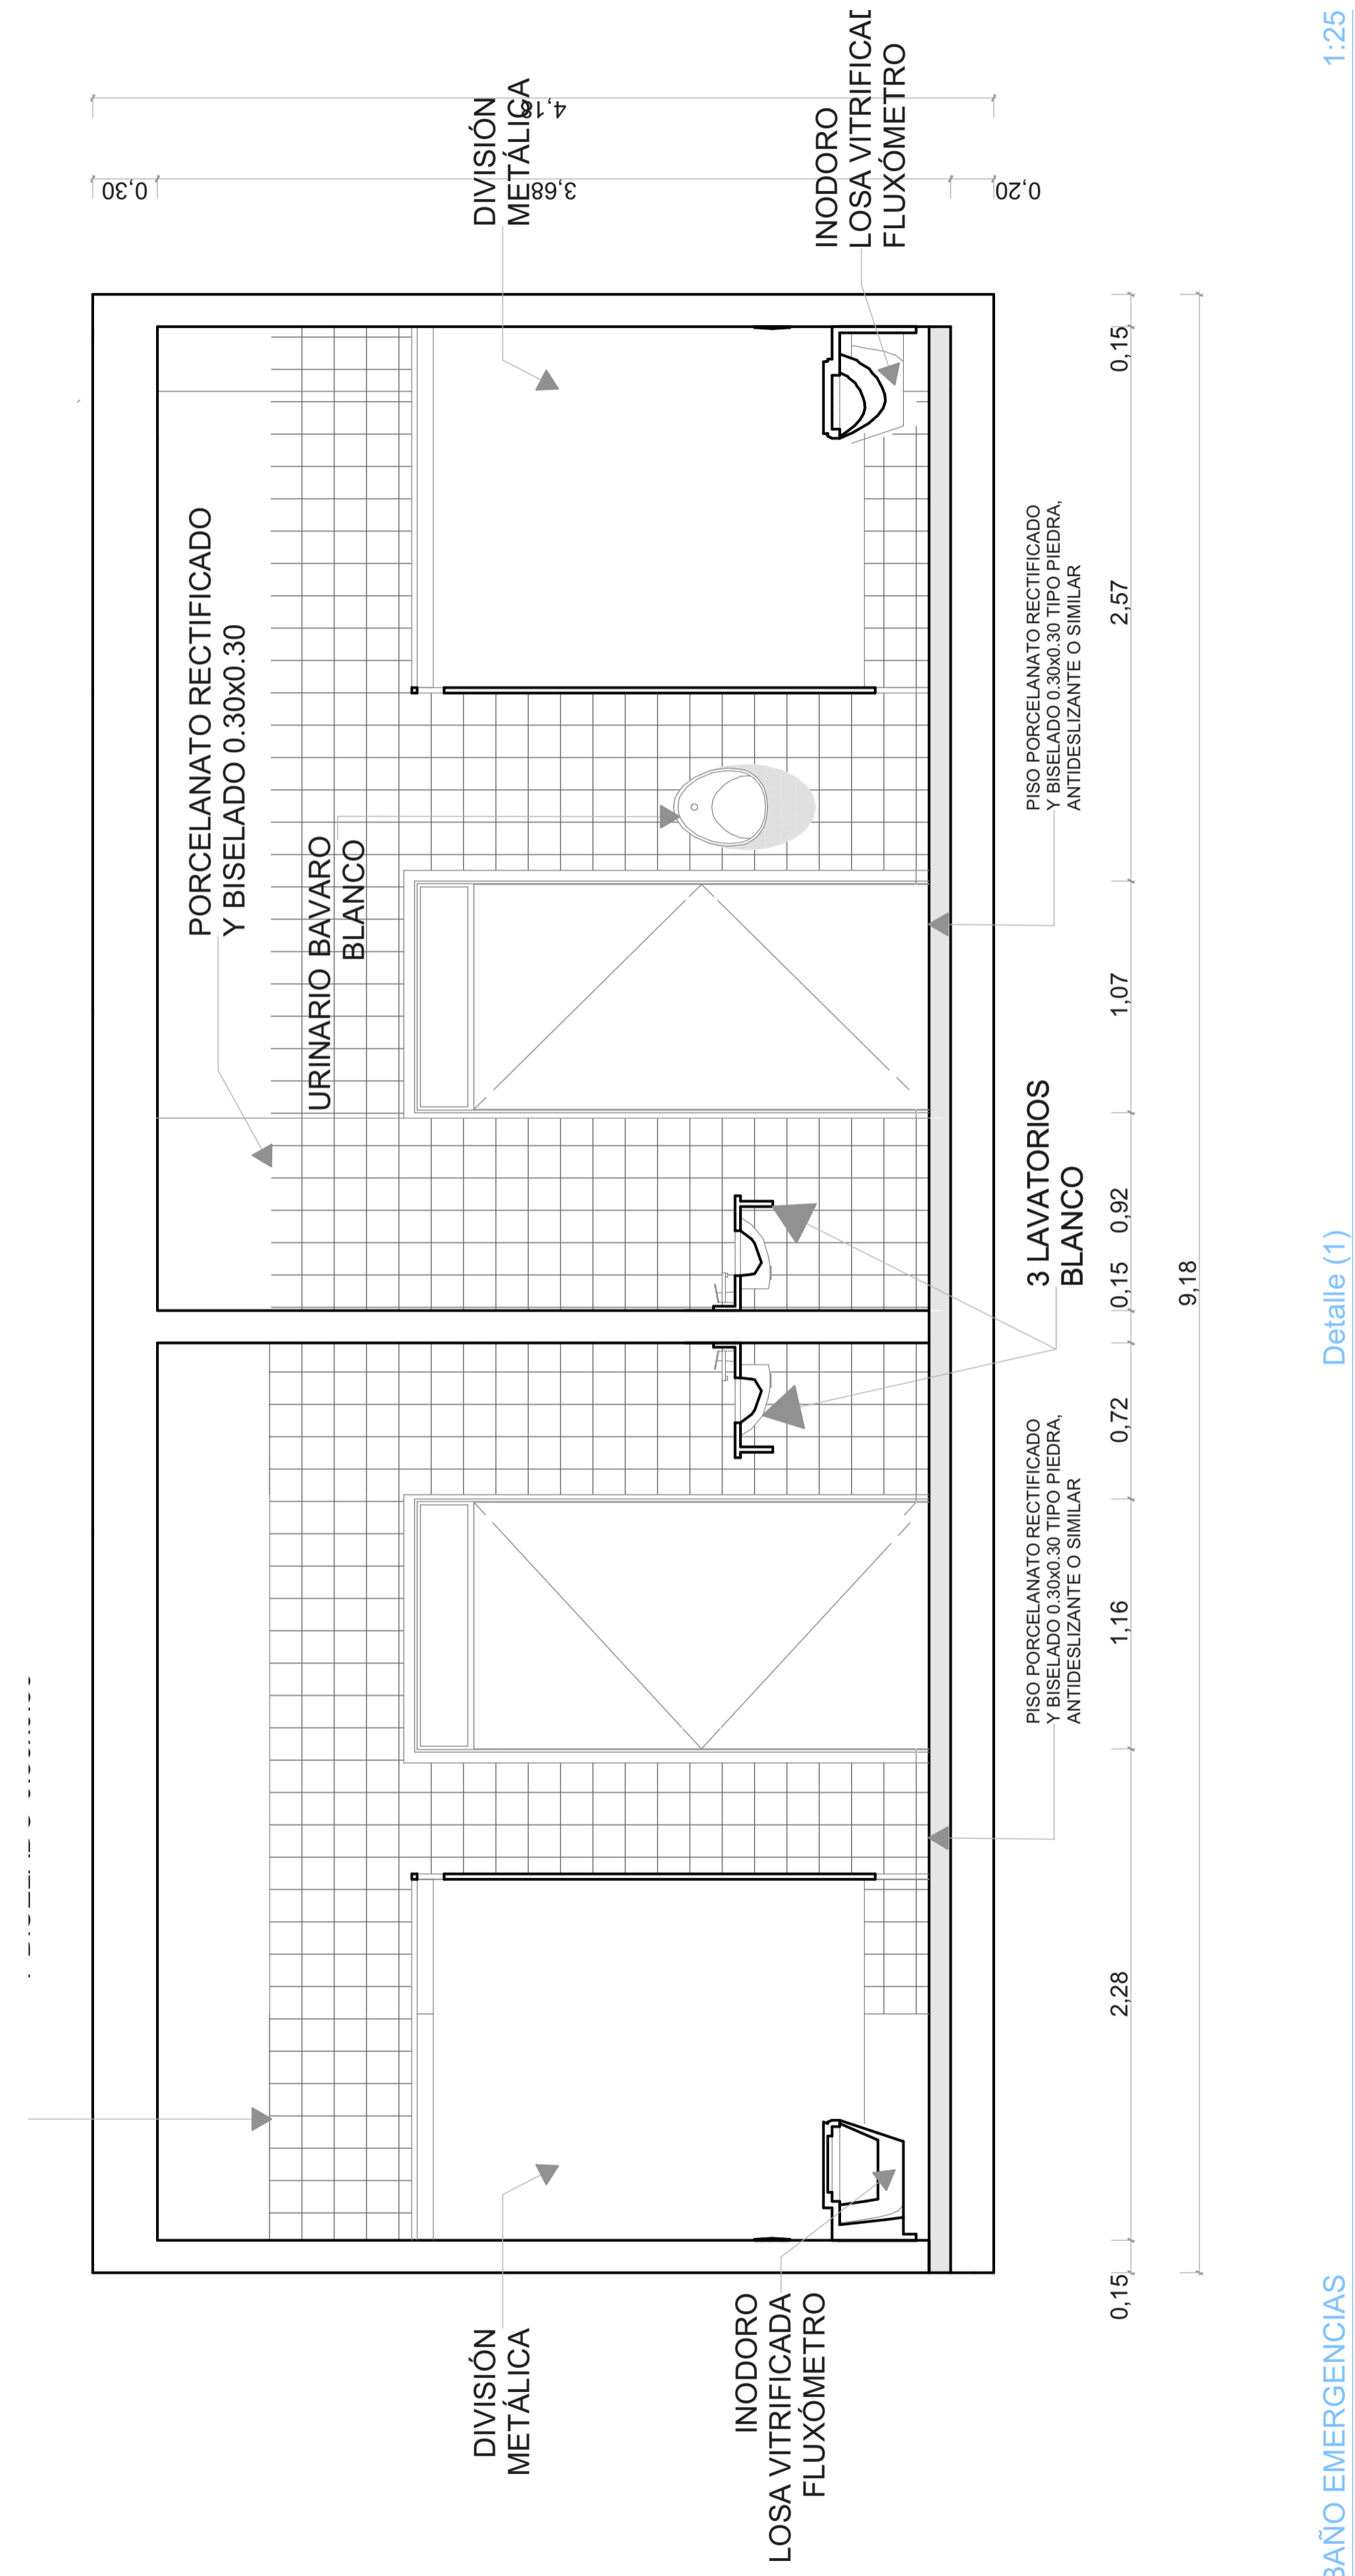 DIVISIÓN
METÁLICA
4,18
0,30
3,68
0,20
INODORO
LOSA VITRIFICAD
FLUXÓMETRO
PORCELANATO RECTIFICADO
Y BISELADO 0.30x0.30
URINARIO BAVARO
BLANCO
PISO PORCELANATO RECTIFICADO
Y BISELADO 0.30x0.30 TIPO PIEDRA,
ANTIDESLIZANTE O SIMILAR
3 LAVATORIOS
BLANCO
PISO PORCELANATO RECTIFICADO
Y BISELADO 0.30x0.30 TIPO PIEDRA,
ANTIDESLIZANTE O SIMILAR
DIVISIÓN
METÁLICA
INODORO
LOSA VITRIFICADA
FLUXÓMETRO
0,15
2,28
1,16
0,72
0,15
0,92
1,07
2,57
0,15
9,18
BAÑO EMERGENCIAS
Detalle (1)
1:25